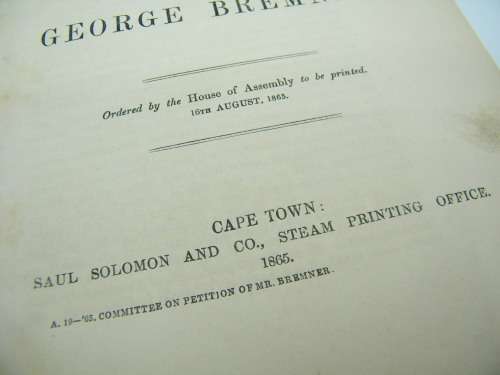 GEORGE
Ordered by the House of Assembly to be printed.
16TH AUGUST, 1865.
CAPE TOWN:
SAUL SOLOMON AND CO., STEAM PRINTING OFFICE.
1865.
A. 19—'65. COMMITTEE ON PETITION OF MR. BREMNER.